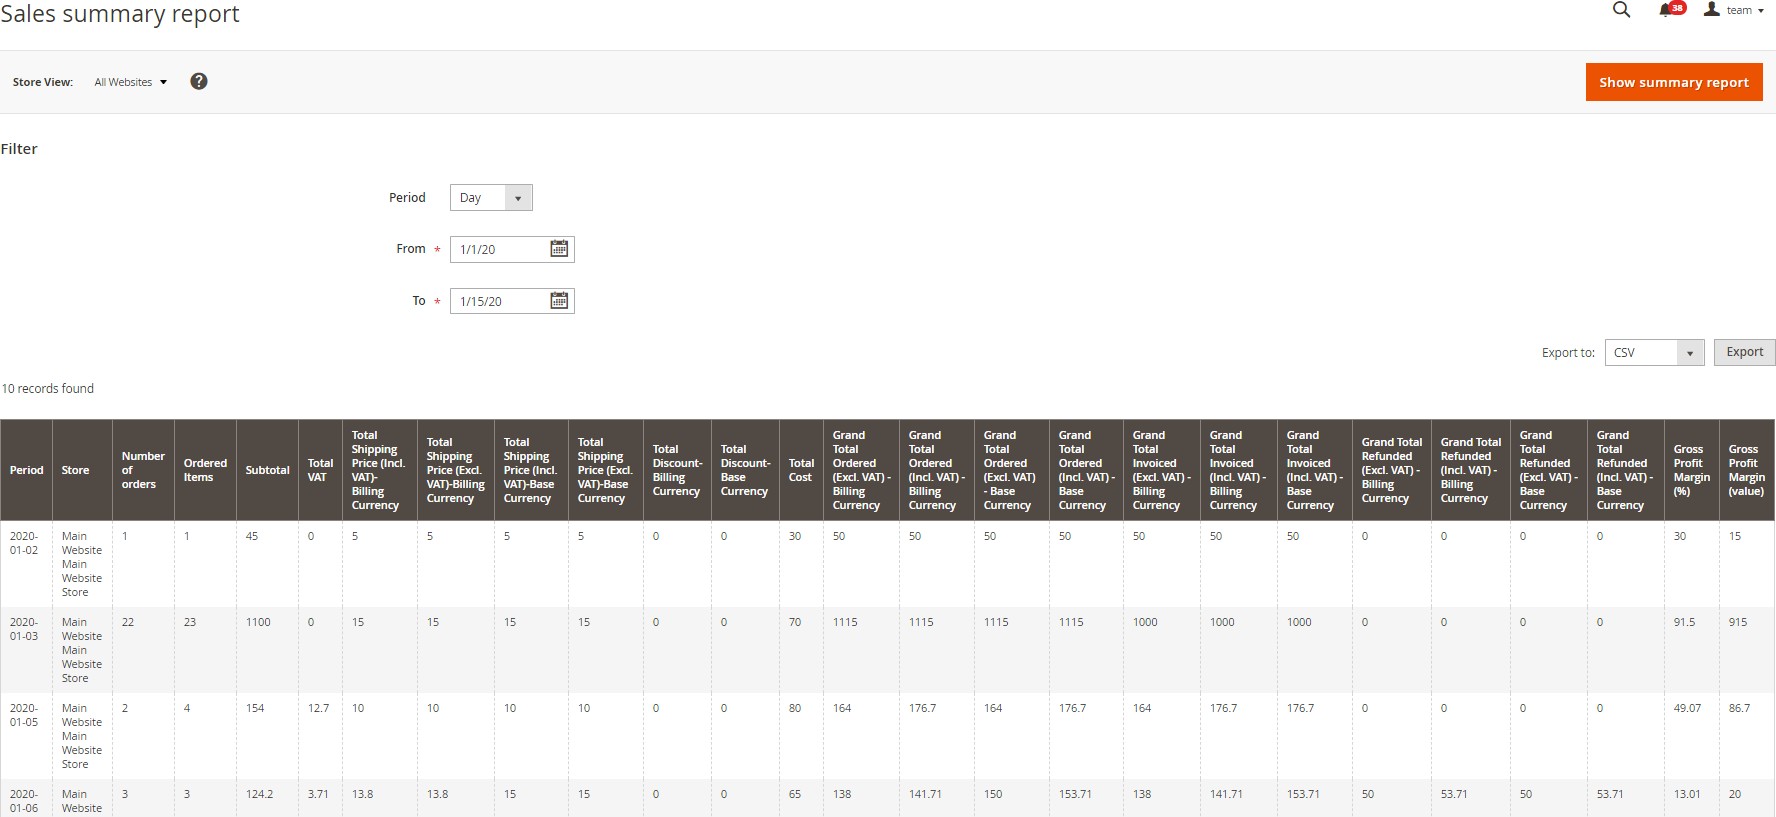 Sales summary report
38
team
Store View: All Websites ?
Show summary report
Filter
Period Day
From * 1/1/20
To * 1/15/20
Export to: CSV Export
10 records found
Period
Store
Number
of
orders
Ordered
Items
Subtotal
Total
VAT
Total
Shipping
Price (Incl.
VAT)-
Billing
Currency
Total
Shipping
Price (Excl.
VAT)-Billing
Currency
Total
Shipping
Price (Incl.
VAT)-Base
Currency
Total
Shipping
Price (Excl.
VAT)-Base
Currency
Total
Discount-
Billing
Currency
Total
Discount-
Base
Currency
Total
Cost
Grand
Total
Ordered
(Excl. VAT) -
Billing
Currency
Grand
Total
Ordered
(Incl. VAT) -
Billing
Currency
Grand
Total
Ordered
(Excl. VAT)
- Base
Currency
Grand
Total
Ordered
(Incl. VAT) -
Base
Currency
Grand
Total
Invoiced
(Excl. VAT) -
Billing
Currency
Grand
Total
Invoiced
(Incl. VAT) -
Billing
Currency
Grand
Total
Invoiced
(Incl. VAT) -
Base
Currency
Grand Total
Refunded
(Excl. VAT) -
Billing
Currency
Grand Total
Refunded
(Incl. VAT) -
Billing
Currency
Grand
Total
Refunded
(Excl. VAT) -
Base
Currency
Grand
Total
Refunded
(Incl. VAT) -
Base
Currency
Gross
Profit
Margin
(%)
Gross
Profit
Margin
(value)
2020- Main 1 1 45 0 5 5 5 5 0 0 30 50 50 50 50 50 50 50 0 0 0 0 30 15
01-02 Website
Main
Website
Store
2020- Main 22 23 1100 0 15 15 15 15 0 0 70 1115 1115 1115 1115 1000 1000 1000 0 0 0 0 91.5 915
01-03 Website
Main
Website
Store
2020- Main 2 4 154 12.7 10 10 10 10 0 0 80 164 176.7 164 176.7 164 176.7 176.7 0 0 0 0 49.07 86.7
01-05 Website
Main
Website
Store
2020- Main 3 3 124.2 3.71 13.8 13.8 15 15 0 0 65 138 141.71 150 153.71 138 141.71 153.71 50 53.71 50 53.71 13.01 20
01-06 Website